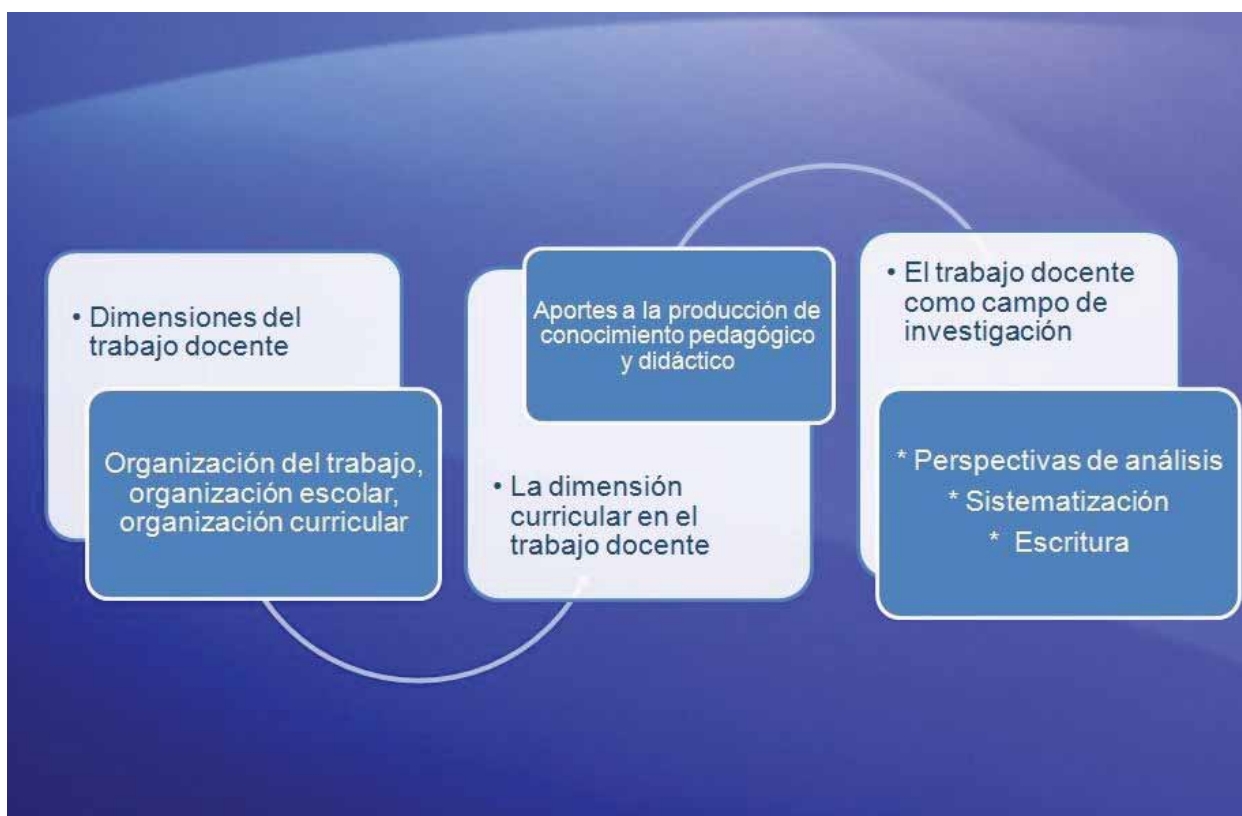 • Dimensiones del
trabajo docente
Organización del trabajo,
organización escolar,
organización curricular
Aportes a la producción de
conocimiento pedagógico
y didáctico
• La dimensión
curricular en el
trabajo docente
• El trabajo docente
como campo de
investigación
* Perspectivas de análisis
* Sistematización
* Escritura